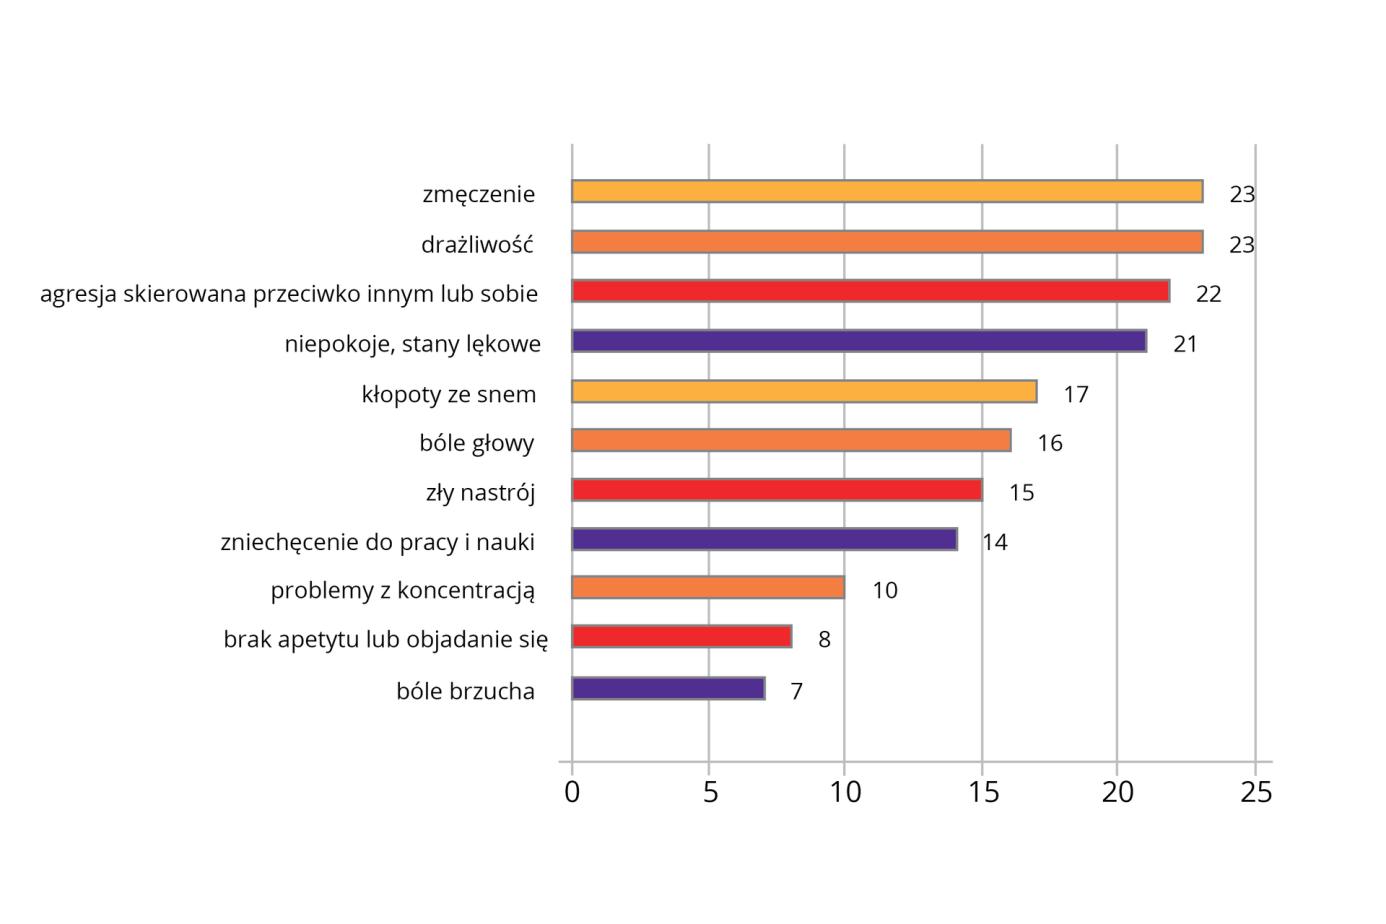 zmęczenie 23
drażliwość 23
agresja skierowana przeciwko innym lub sobie 22
niepokoje, stany lękowe 21
kłopoty ze snem 17
bóle głowy 16
zły nastrój 15
zniechęcenie do pracy i nauki 14
problemy z koncentracją 10
brak apetytu lub objadanie się 8
bóle brzucha 7
0 5 10 15 20 25